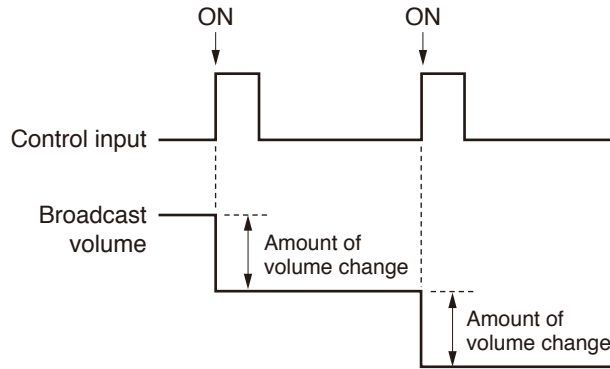 ON
ON
Control input
Broadcast
volume
Amount of
volume change
Amount of
volume change